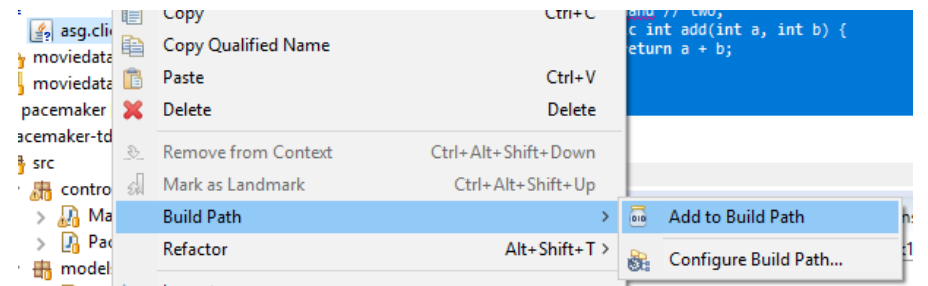 Copy Ctrl+C
and // two,
asg.clie
c int add(int a, int b) {
Copy Qualified Name
eturn a + b;
moviedata
Paste Ctrl+V
moviedata
pacemaker
Delete Delete
acemaker-td
Remove from Context Ctrl+Alt+Shift+Down
src
contro
Mark as Landmark Ctrl+Alt+Shift+Up
Ma
Build Path
Add to Build Path
Pac
Refactor Alt+Shift+T
Configure Build Path...
model